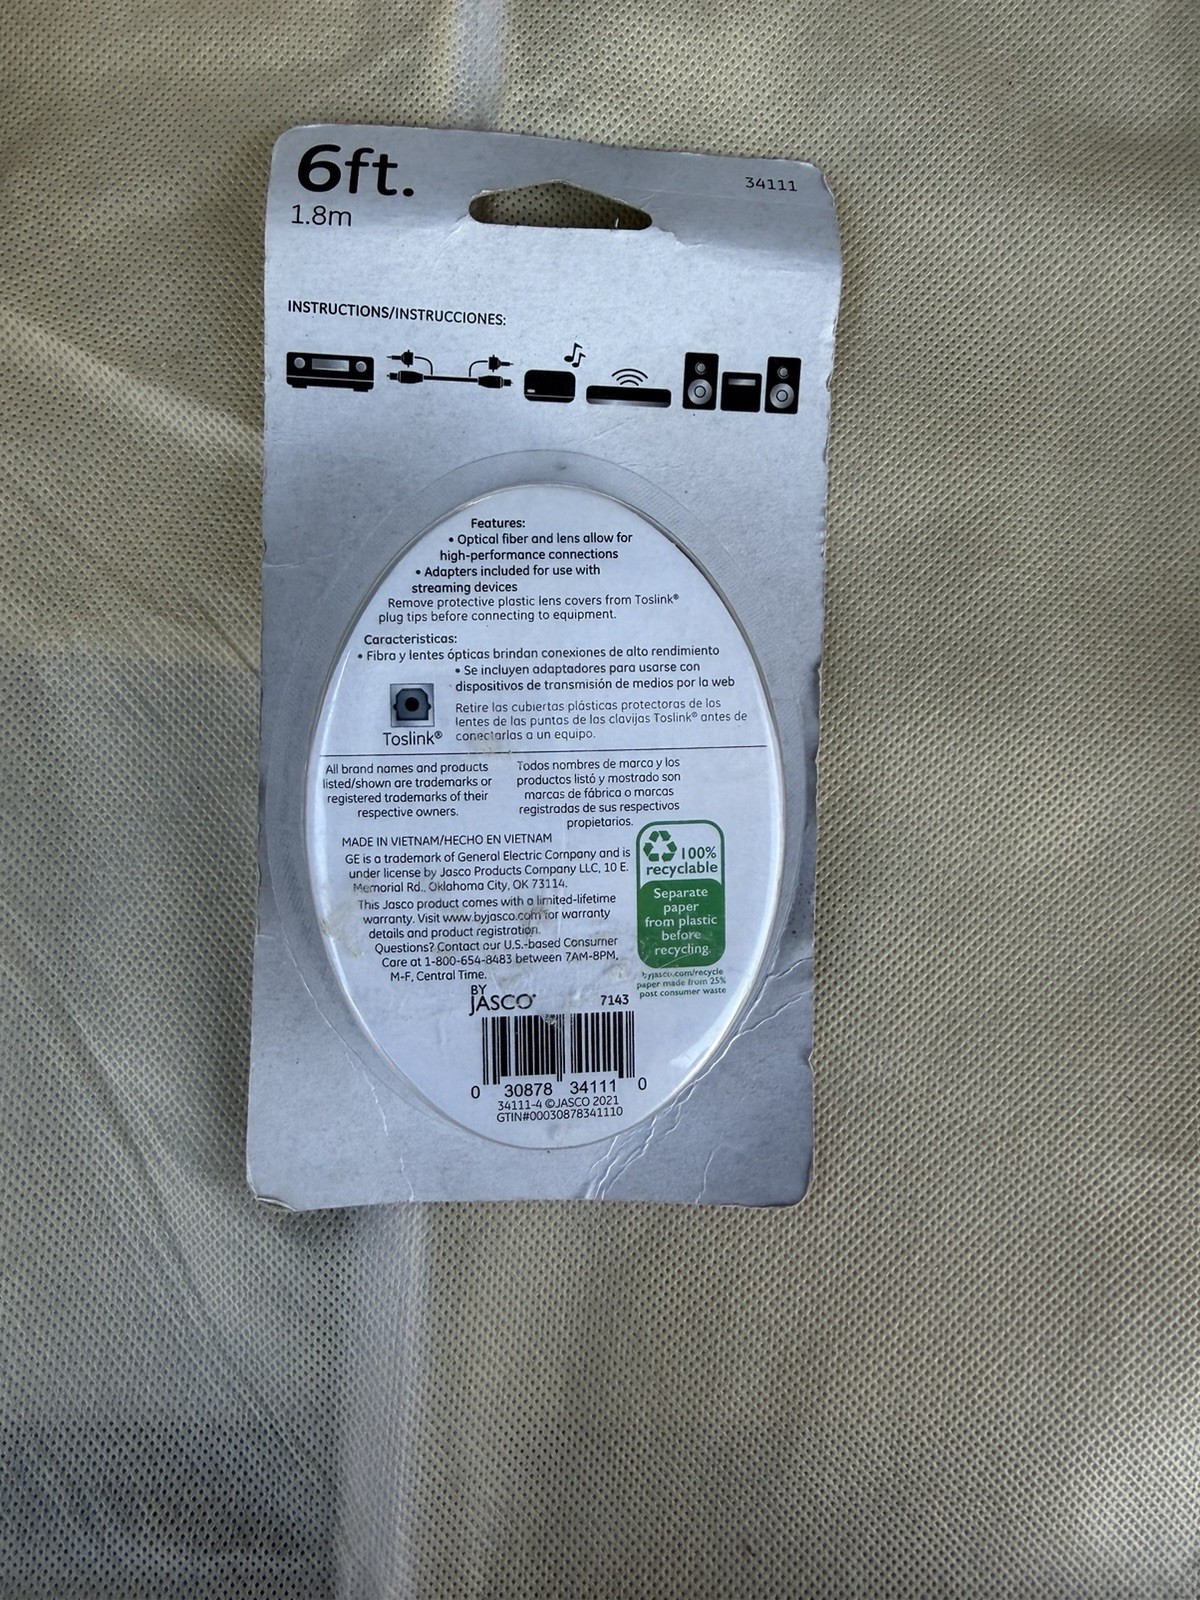 6ft.
1.8m
34111
INSTRUCTIONS/INSTRUCCIONES:
Features:
• Optical fiber and lens allow for
high-performance connections
• Adapters included for use with
streaming devices
Remove protective plastic lens covers from Toslink®
plug tips before connecting to equipment.
Caracteristicas:
• Fibra y lentes ópticas brindan conexiones de alto rendimiento
• Se incluyen adaptadores para usarse con
dispositivos de transmisión de medios por la web
Retire las cubiertas plásticas protectoras de los
lentes de las puntas de las clavijas Toslink® antes de
conectarlas a un equipo.
Toslink®
All brand names and products
listed/shown are trademarks or
registered trademarks of their
respective owners.
Todos nombres de marca y los
productos listó y mostrado son
marcas de fábrica o marcas
registradas de sus respectivos
propietarios.
MADE IN VIETNAM/HECHO EN VIETNAM
GE is a trademark of General Electric Company and is
under license by Jasco Products Company LLC, 10 E.
Memorial Rd., Oklahoma City, OK 73114.
This Jasco product comes with a limited-lifetime
warranty. Visit www.byjasco.com for warranty
details and product registration.
Questions? Contact our U.S.-based Consumer
Care at 1-800-654-8483 between 7AM-8PM,
M-F, Central Time.
100%
recyclable
Separate
paper
from plastic
before
recycling.
byjasco.com/recycle
paper made from 25%
post consumer waste
BY
JASCO®
7143
0 30878 34111 0
34111-4 ©JASCO 2021
GTIN#00030878341110